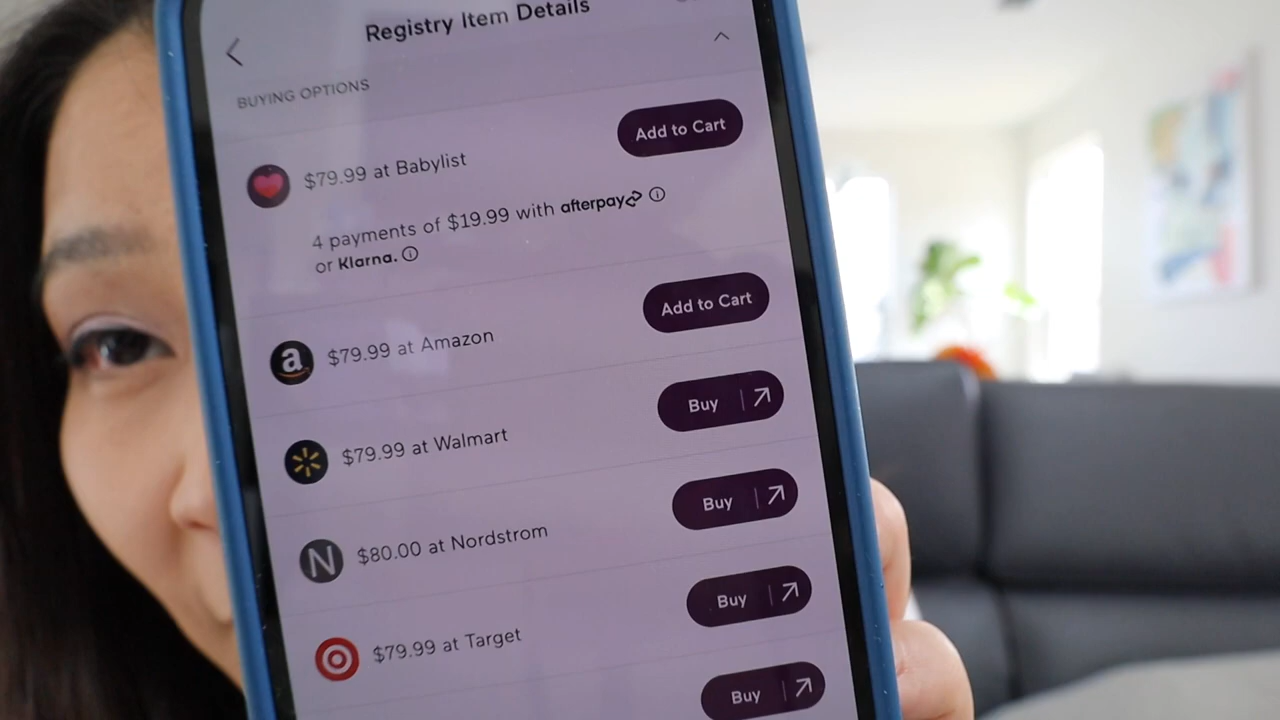 Registry Item Details
BUYING OPTIONS
$79.99 at Babylist
Add to Cart
4 payments of $19.99 with afterpay
or Klarna.
a
$79.99 at Amazon
Add to Cart
$79.99 at Walmart
Buy
N
$80.00 at Nordstrom
Buy
$79.99 at Target
Buy
Buy